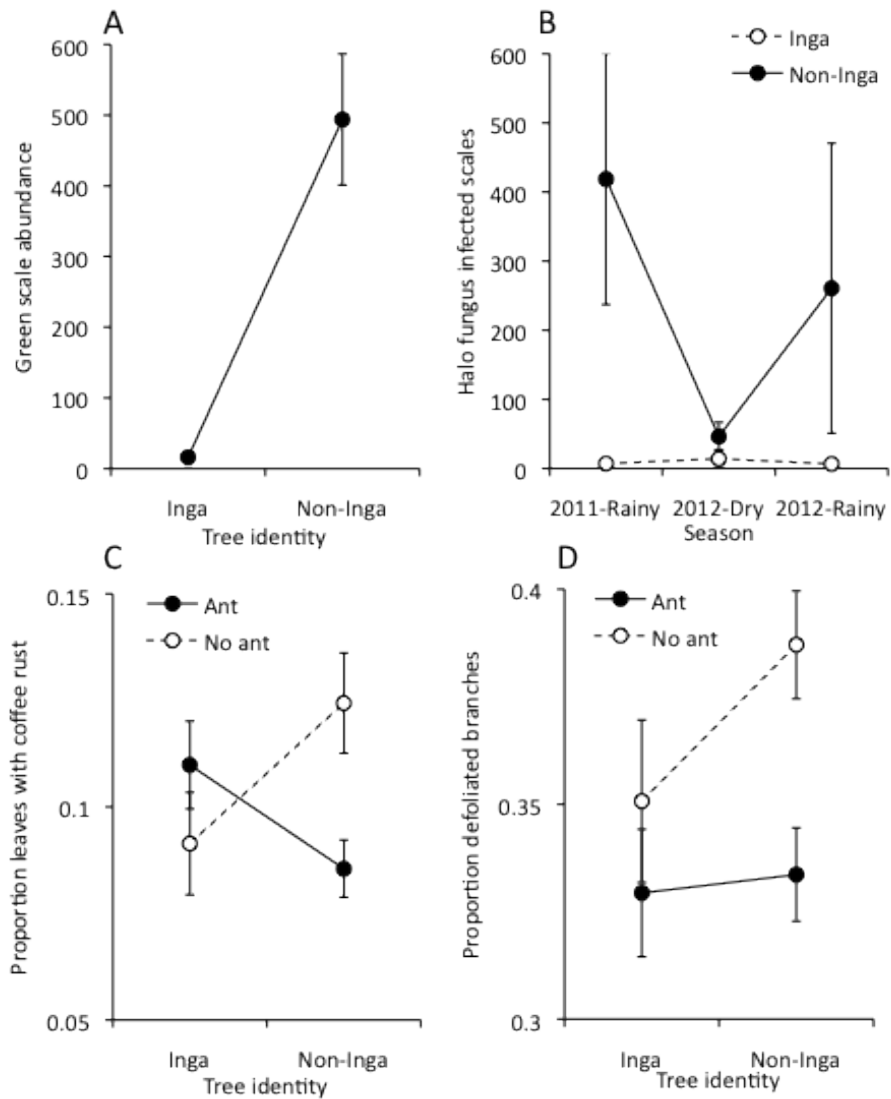 A
Green scale abundance
600
500
400
300
200
100
0
Inga
Non-Inga
Tree identity
B
Inga
Non-Inga
Halo fungus infected scales
600
500
400
300
200
100
0
2011-Rainy
2012-Dry
2012-Rainy
Season
C
Ant
No ant
Proportion leaves with coffee rust
0.15
0.1
0.05
Inga
Non-Inga
Tree identity
D
Ant
No ant
Proportion defoliated branches
0.4
0.35
0.3
Inga
Non-Inga
Tree identity